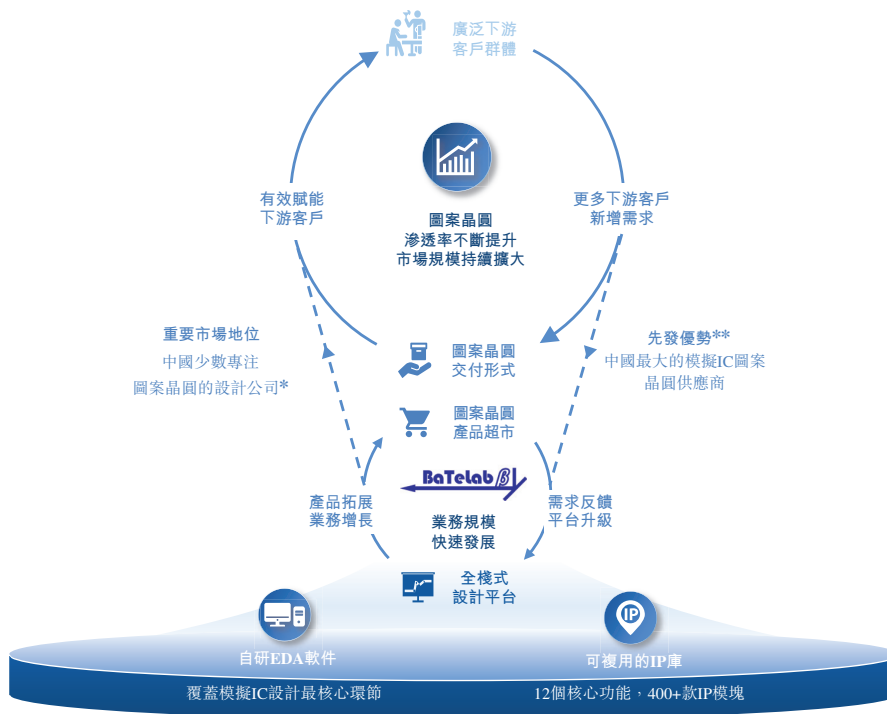 廣泛下游
客戶群體
有效賦能
下游客戶
更多下游客戶
新增需求
圖案晶圓
滲透率不斷提升
市場規模持續擴大
重要市場地位
中國少數專注
圖案晶圓的設計公司*
先發優勢**
中國最大的模擬IC圖案
晶圓供應商
圖案晶圓
交付形式
圖案晶圓
產品超市
BaTeLab β
產品拓展
業務增長
需求反饋
平台升級
業務規模
快速發展
全棧式
設計平台
IP
自研EDA軟件
可複用的IP庫
覆蓋模擬IC設計最核心環節
12個核心功能，400+款IP模塊